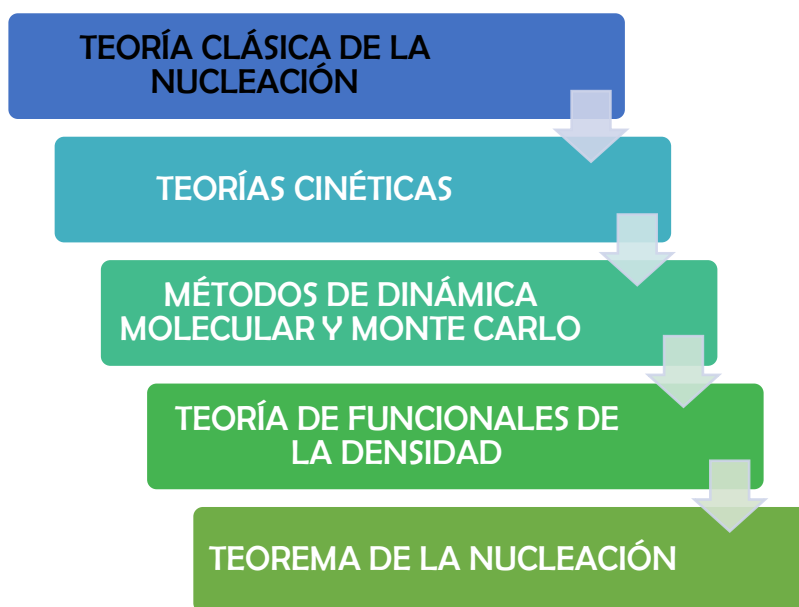 TEORÍA CLÁSICA DE LA
NUCLEACIÓN
TEORÍAS CINÉTICAS
MÉTODOS DE DINÁMICA
MOLECULAR Y MONTE CARLO
TEORÍA DE FUNCIONALES DE
LA DENSIDAD
TEOREMA DE LA NUCLEACIÓN